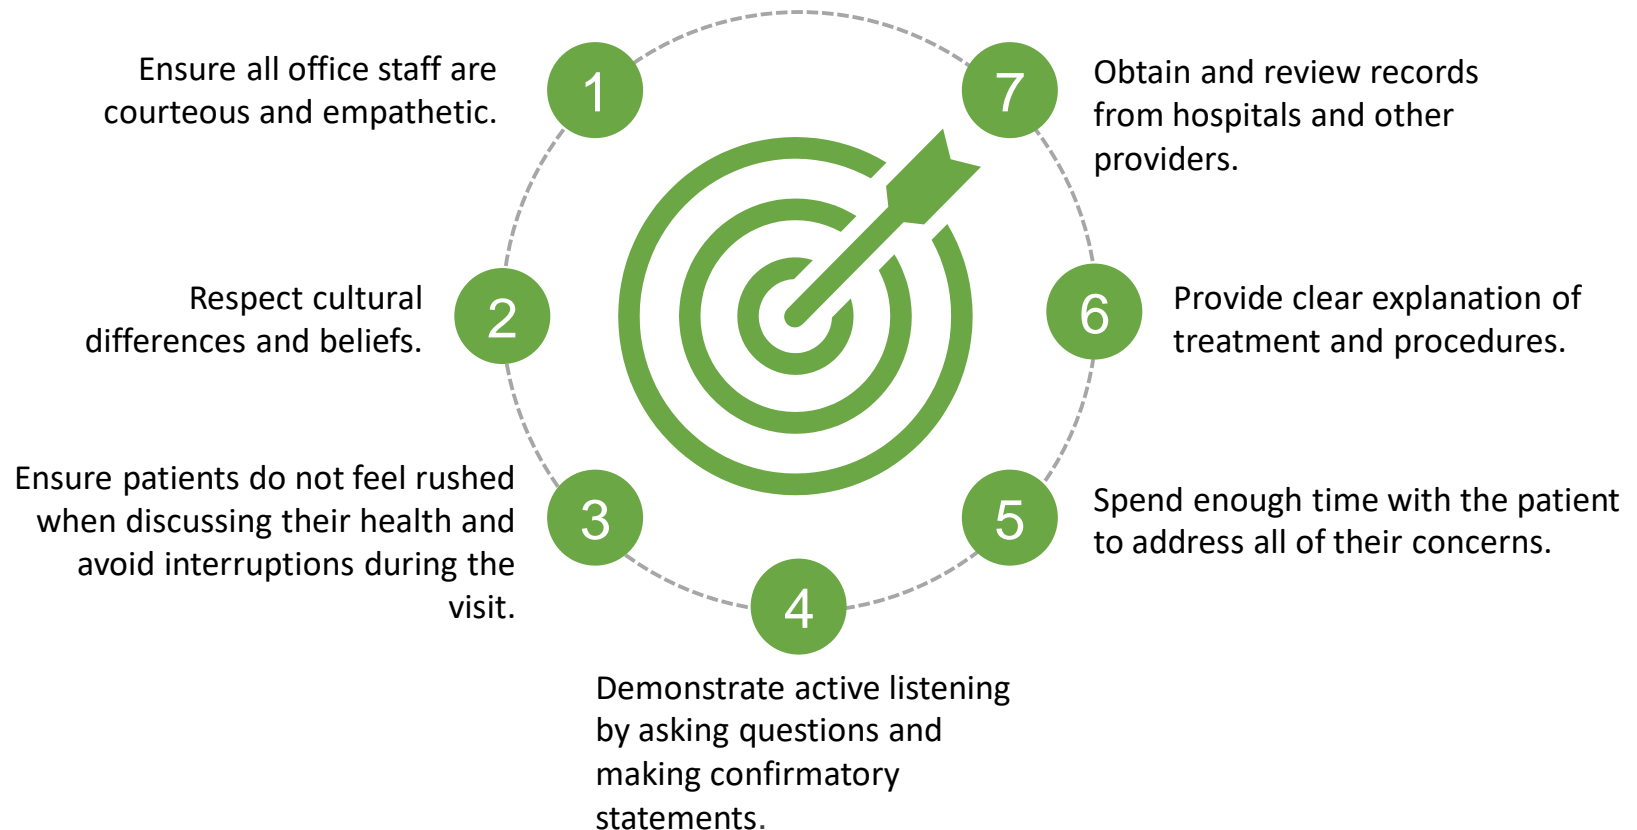 1
Ensure all office staff are
courteous and empathetic.
2
Respect cultural
differences and beliefs.
3
Ensure patients do not feel rushed
when discussing their health and
avoid interruptions during the
visit.
4
Demonstrate active listening
by asking questions and
making confirmatory
statements.
5
Spend enough time with the patient
to address all of their concerns.
6
Provide clear explanation of
treatment and procedures.
7
Obtain and review records
from hospitals and other
providers.